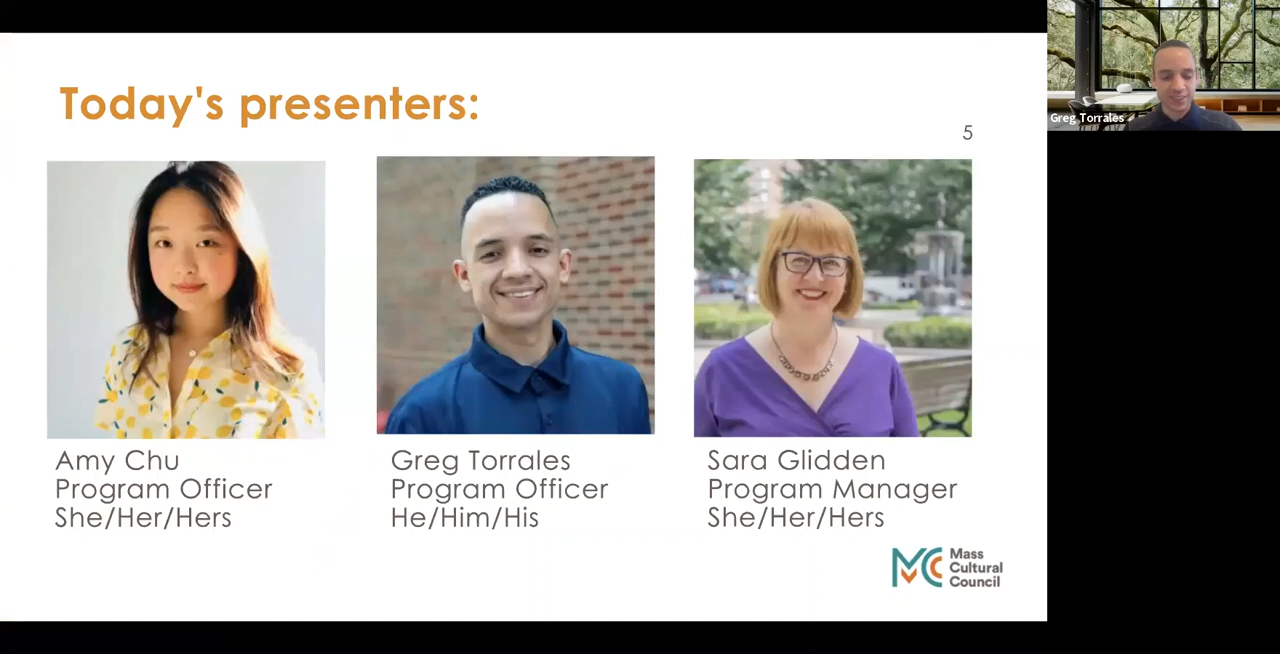 Today's presenters:
5
Greg Torrales
Amy Chu
Program Officer
She/Her/Hers
Greg Torrales
Program Officer
He/Him/His
Sara Glidden
Program Manager
She/Her/Hers
Mass
Cultural
Council